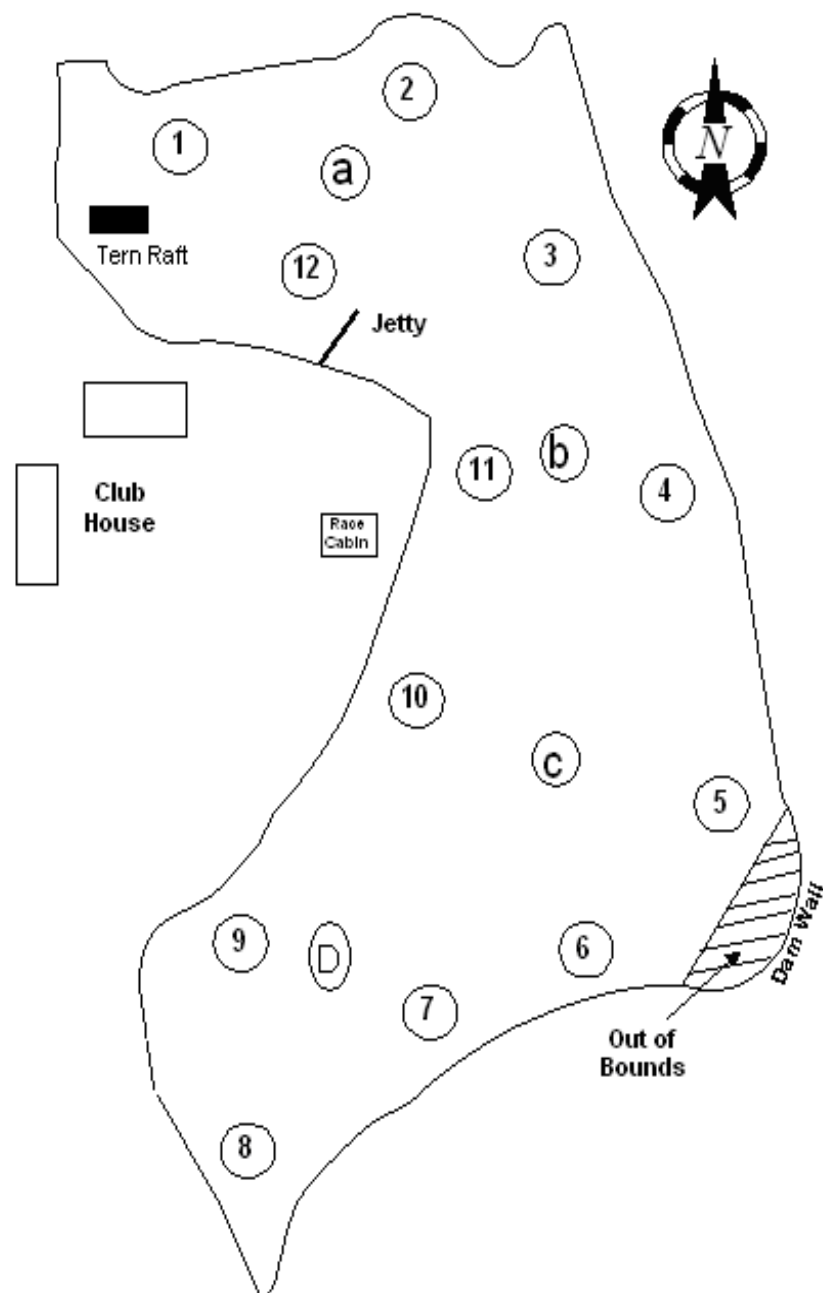 2
1
a
N
Tern Raft
12
3
Jetty
11
b
4
Club
House
Race
Cabin
10
c
5
9
D
6
Dam Wall
7
Out of
Bounds
8